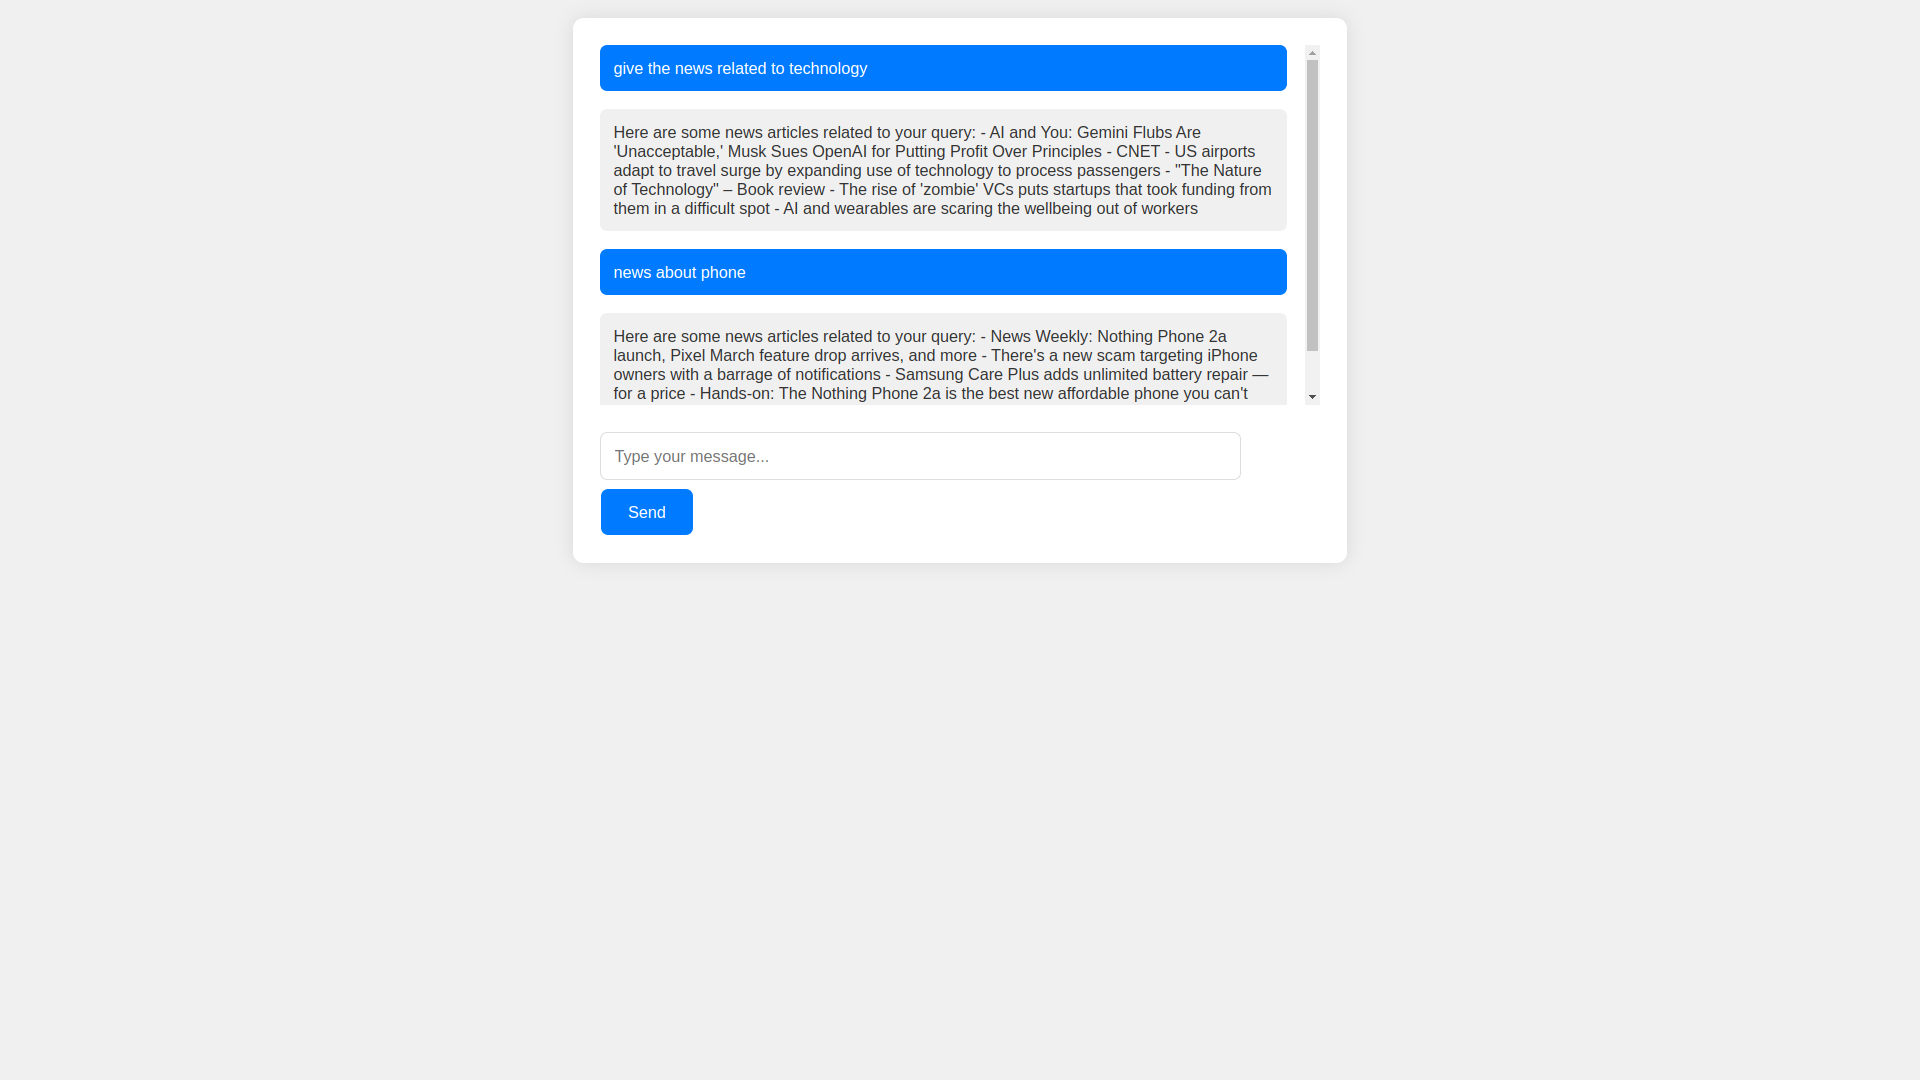 give the news related to technology
Here are some news articles related to your query: - AI and You: Gemini Flubs Are
'Unacceptable,' Musk Sues OpenAI for Putting Profit Over Principles - CNET - US airports
adapt to travel surge by expanding use of technology to process passengers - "The Nature
of Technology" – Book review - The rise of 'zombie' VCs puts startups that took funding from
them in a difficult spot - AI and wearables are scaring the wellbeing out of workers
news about phone
Here are some news articles related to your query: - News Weekly: Nothing Phone 2a
launch, Pixel March feature drop arrives, and more - There's a new scam targeting iPhone
owners with a barrage of notifications - Samsung Care Plus adds unlimited battery repair —
for a price - Hands-on: The Nothing Phone 2a is the best new affordable phone you can't
Type your message...
Send